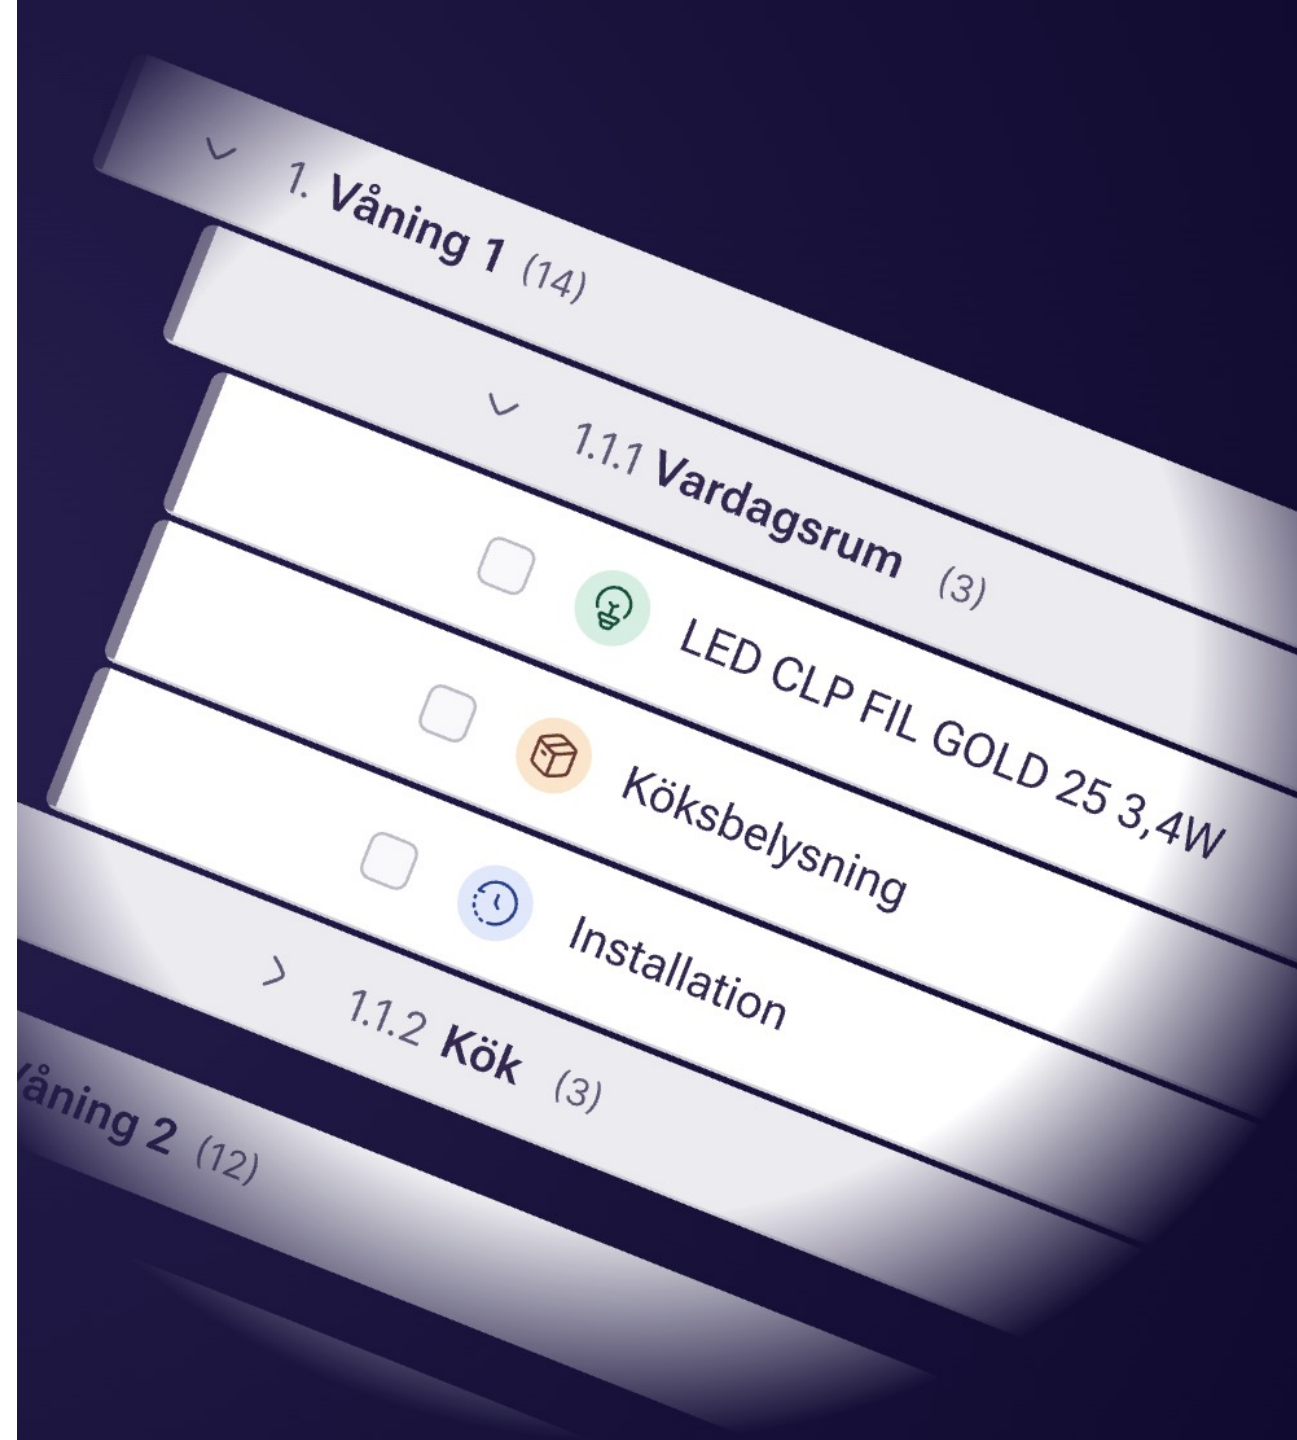 1. Våning 1 (14)
1.1.1 Vardagsrum (3)
LED CLP FIL GOLD 25 3,4W
Köksbelysning
Installation
1.1.2 Kök (3)
Våning 2 (12)